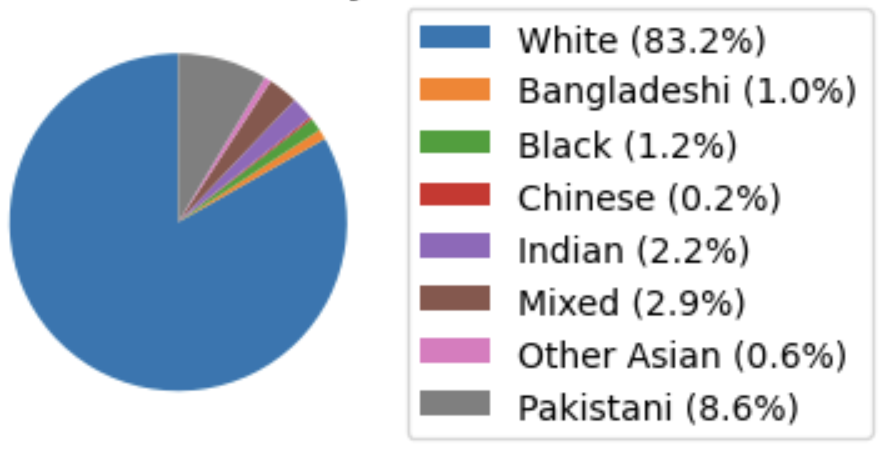 White (83.2%)
Bangladeshi (1.0%)
Black (1.2%)
Chinese (0.2%)
Indian (2.2%)
Mixed (2.9%)
Other Asian (0.6%)
Pakistani (8.6%)